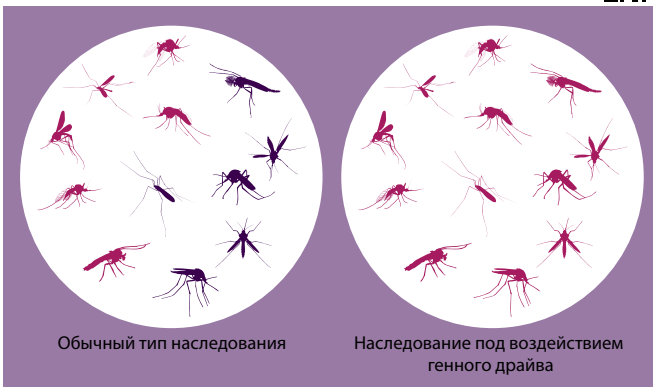 Обычный тип наследования
Наследование под воздействием
генного драйва